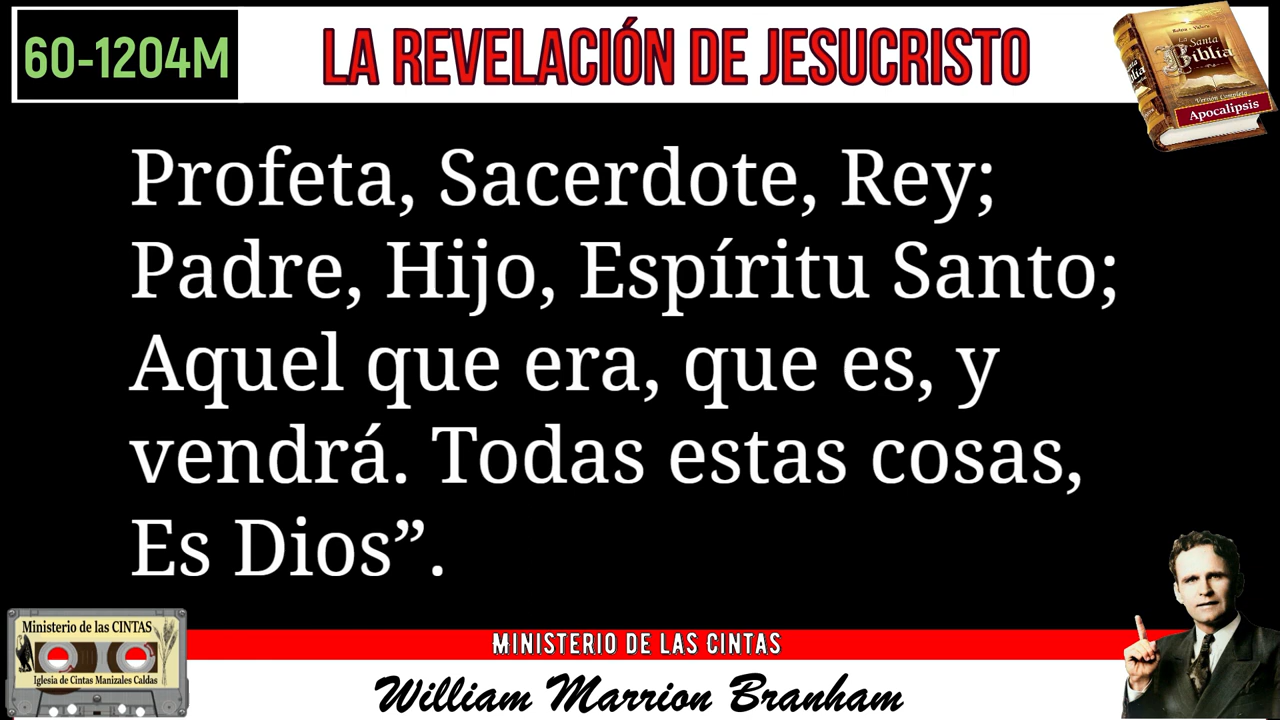 60-1204M
LA REVELACIÓN DE JESUCRISTO
La Santa
Biblia
Apocalipsis
Profeta, Sacerdote, Rey;
Padre, Hijo, Espíritu Santo;
Aquel que era, que es, y
vendrá. Todas estas cosas,
Es Dios”.
Ministerio de las CINTAS
Iglesia de Cintas Manizales Caldas
MINISTERIO DE LAS CINTAS
William Marrion Branham